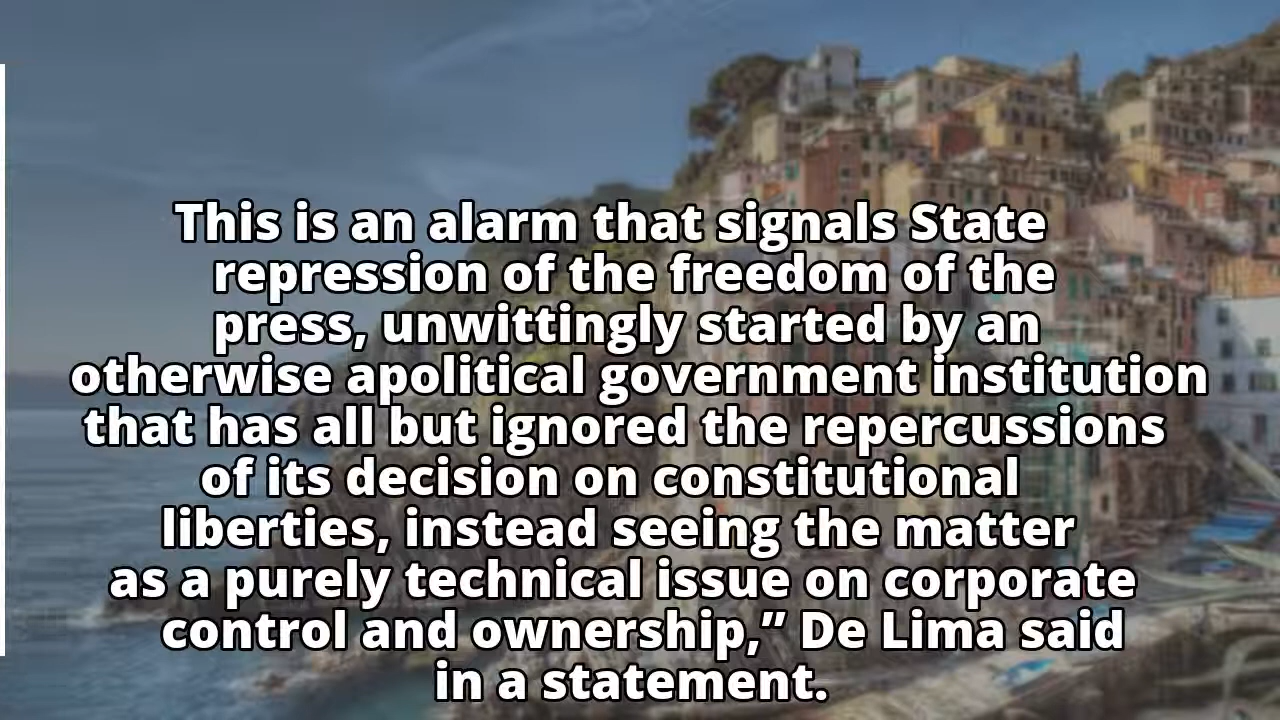 This is an alarm that signals State
repression of the freedom of the
press, unwittingly started by an
otherwise apolitical government institution
that has all but ignored the repercussions
of its decision on constitutional
liberties, instead seeing the matter
as a purely technical issue on corporate
control and ownership,” De Lima said
in a statement.